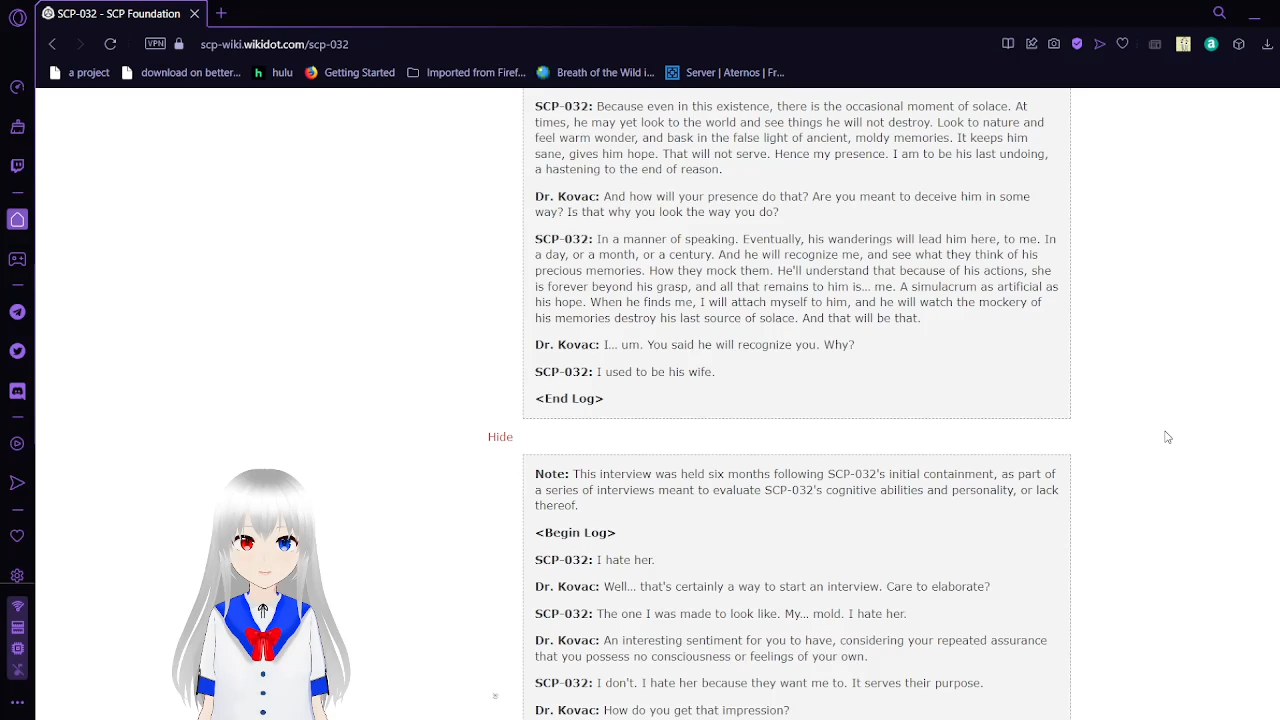 SCP-032 - SCP Foundation
VPN
scp-wiki.wikidot.com/scp-032
a project
download on better...
hulu
Getting Started
Imported from Firef...
Breath of the Wild i...
Server | Aternos | Fr...
SCP-032: Because even in this existence, there is the occasional moment of solace. At
times, he may yet look to the world and see things he will not destroy. Look to nature and
feel warm wonder, and bask in the false light of ancient, moldy memories. It keeps him
sane, gives him hope. That will not serve. Hence my presence. I am to be his last undoing,
a hastening to the end of reason.
Dr. Kovac: And how will your presence do that? Are you meant to deceive him in some
way? Is that why you look the way you do?
SCP-032: In a manner of speaking. Eventually, his wanderings will lead him here, to me. In
a day, or a month, or a century. And he will recognize me, and see what they think of his
precious memories. How they mock them. He'll understand that because of his actions, she
is forever beyond his grasp, and all that remains to him is... me. A simulacrum as artificial as
his hope. When he finds me, I will attach myself to him, and he will watch the mockery of
his memories destroy his last source of solace. And that will be that.
Dr. Kovac: I... um. You said he will recognize you. Why?
SCP-032: I used to be his wife.
<End Log>
Hide
Note: This interview was held six months following SCP-032's initial containment, as part of
a series of interviews meant to evaluate SCP-032's cognitive abilities and personality, or lack
thereof.
<Begin Log>
SCP-032: I hate her.
Dr. Kovac: Well... that's certainly a way to start an interview. Care to elaborate?
SCP-032: The one I was made to look like. My... mold. I hate her.
Dr. Kovac: An interesting sentiment for you to have, considering your repeated assurance
that you possess no consciousness or feelings of your own.
SCP-032: I don't. I hate her because they want me to. It serves their purpose.
Dr. Kovac: How do you get that impression?